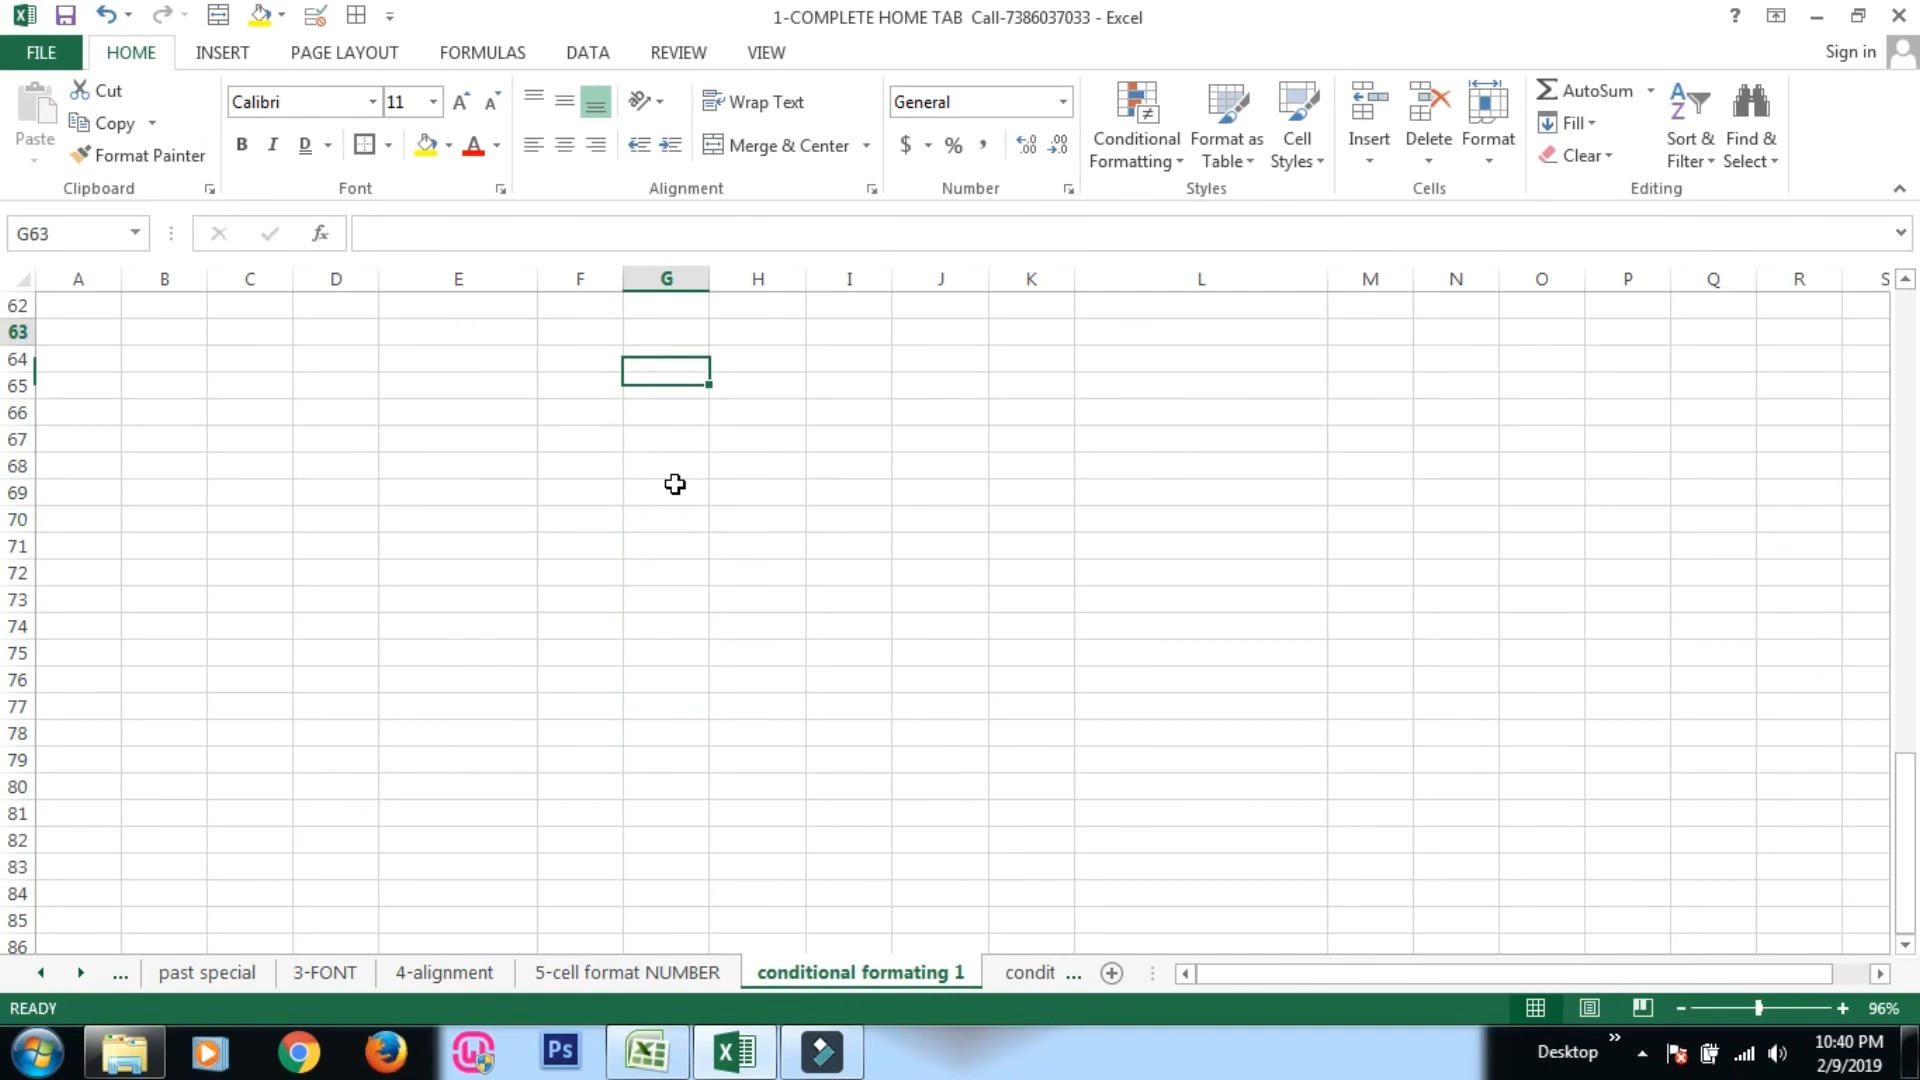 1-COMPLETE HOME TAB Call-7386037033 - Excel
?
FILE HOME INSERT PAGE LAYOUT FORMULAS DATA REVIEW VIEW Sign in
Paste
Cut
Copy
Format Painter
Clipboard
Calibri 11
B I D
Font
Wrap Text
Merge & Center
Alignment
General
$ % ,
Number
Conditional Formatting
Format as Table
Cell Styles
Styles
Insert
Delete
Format
Cells
AutoSum
Fill
Clear
Sort & Filter
Find & Select
Editing
G63 fx
A B C D E F G H I J K L M N O P Q R S
62
63
64
65
66
67
68
69
70
71
72
73
74
75
76
77
78
79
80
81
82
83
84
85
86
... past special 3-FONT 4-alignment 5-cell format NUMBER conditional formating 1 condit ...
READY 96%
Ps
Desktop
10:40 PM
2/9/2019